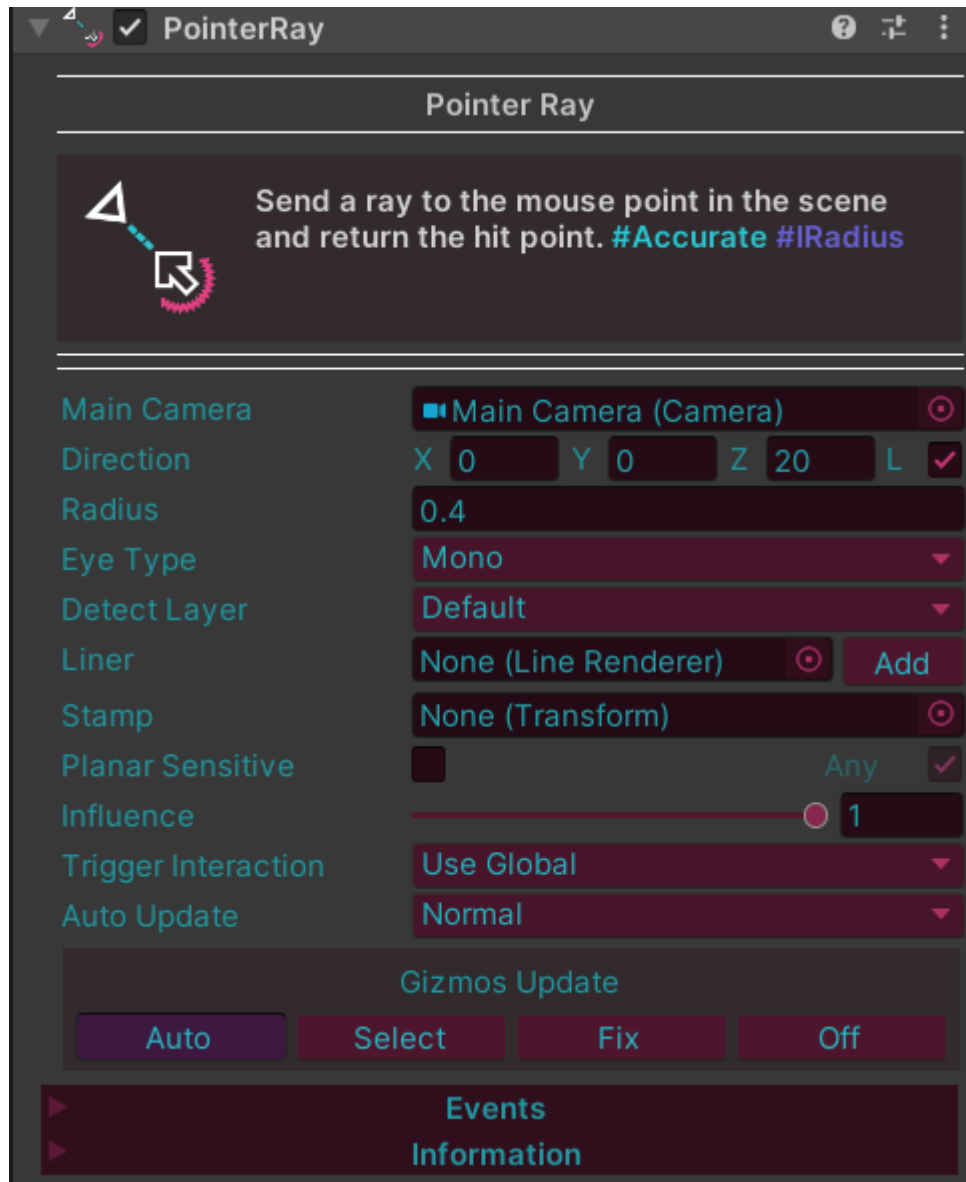 PointerRay
Pointer Ray
Send a ray to the mouse point in the scene
and return the hit point. #Accurate #IRadius
Main Camera Main Camera (Camera)
Direction X 0 Y 0 Z 20 L
Radius 0.4
Eye Type Mono
Detect Layer Default
Liner None (Line Renderer) Add
Stamp None (Transform)
Planar Sensitive Any
Influence 1
Trigger Interaction Use Global
Auto Update Normal
Gizmos Update
Auto Select Fix Off
Events
Information